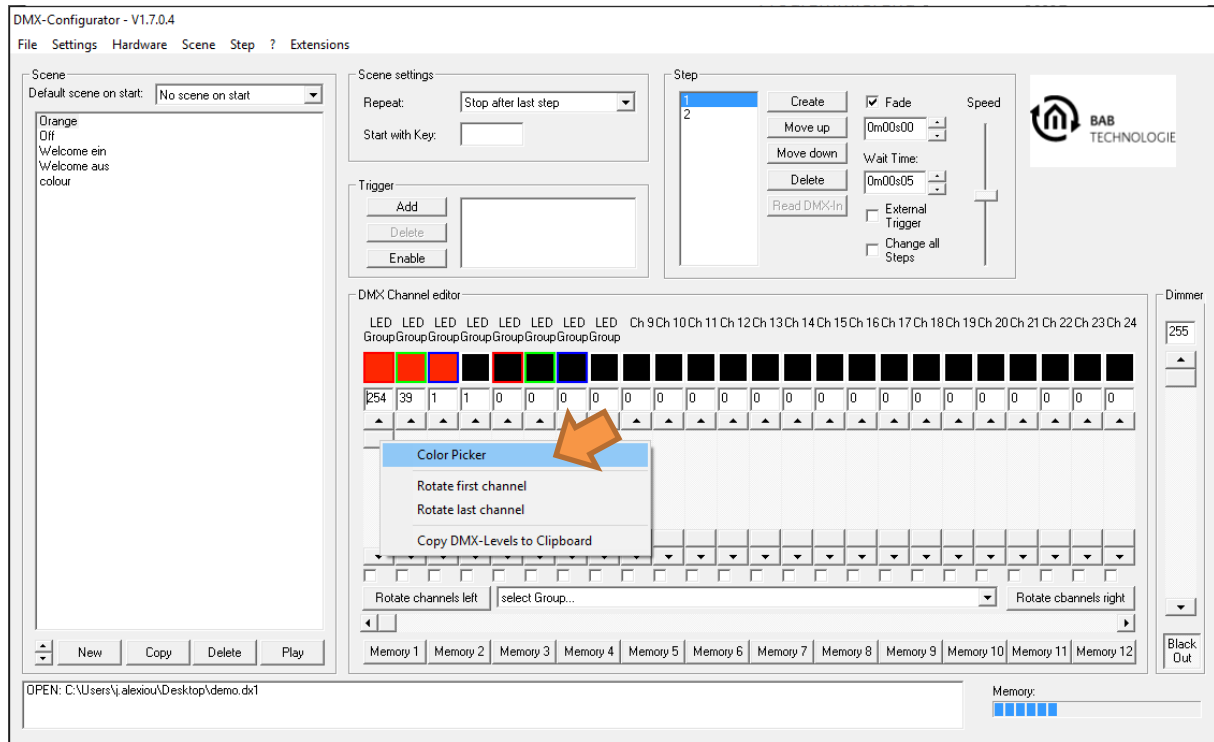 DMX-Configurator - V1.7.0.4
File Settings Hardware Scene Step ? Extensions
Scene
Default scene on start: No scene on start
Orange
Off
Welcome ein
Welcome aus
colour
New Copy Delete Play
Scene settings
Repeat: Stop after last step
Start with Key:
Trigger
Add
Delete
Enable
Step
1
2
Create
Move up
Move down
Delete
Read DMX-In
Fade
0m00s00
Wait Time:
0m00s05
External
Trigger
Change all
Steps
Speed
BAB
TECHNOLOGIE
DMX Channel editor
LED LED LED LED LED LED LED LED Ch 9 Ch 10 Ch 11 Ch 12 Ch 13 Ch 14 Ch 15 Ch 16 Ch 17 Ch 18 Ch 19 Ch 20 Ch 21 Ch 22 Ch 23 Ch 24
Group Group Group Group Group Group Group Group
254 39 1 1 0 0 0 0 0 0 0 0 0 0 0 0 0 0 0 0 0 0 0 0
Color Picker
Rotate first channel
Rotate last channel
Copy DMX-Levels to Clipboard
Rotate channels left select Group... Rotate cbannels right
Memory 1 Memory 2 Memory 3 Memory 4 Memory 5 Memory 6 Memory 7 Memory 8 Memory 9 Memory 10 Memory 11 Memory 12
Dimmer
255
Black
Out
OPEN: C:\Users\j.alexiou\Desktop\demo.dx1
Memory: